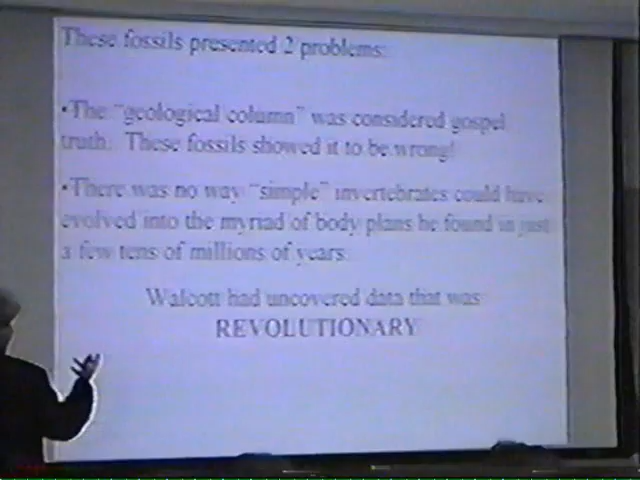 These fossils presented 2 problems:
•The "geological column" was considered gospel
truth. These fossils showed it to be wrong!
•There was no way "simple" invertebrates could have
evolved into the myriad of body plans he found in just
a few tens of millions of years.
Walcott had uncovered data that was
REVOLUTIONARY